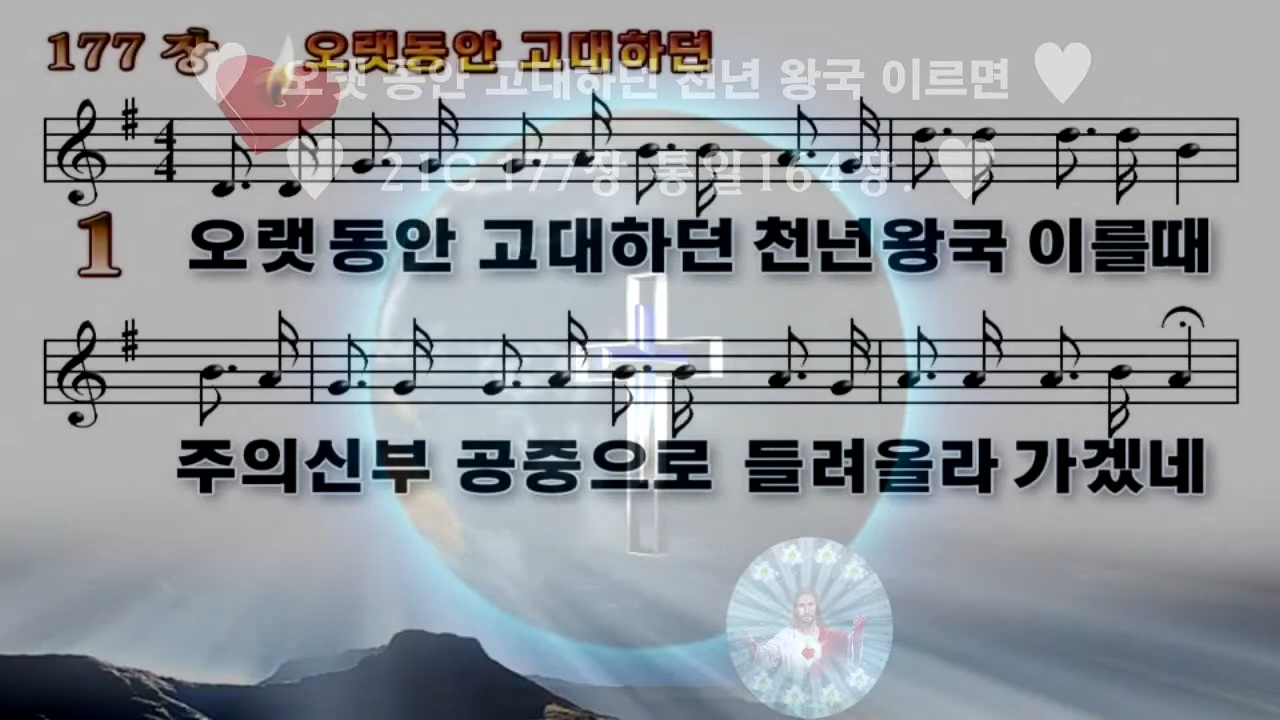 177 장 오랫동안 고대하던
♥ 오랫 동안 고대하던 천년 왕국 이르면 ♥
♥ 21C 177장 통일164장. ♥
1 오랫동안 고대하던 천년왕국 이를때
주의신부 공중으로 들려올라 가겠네